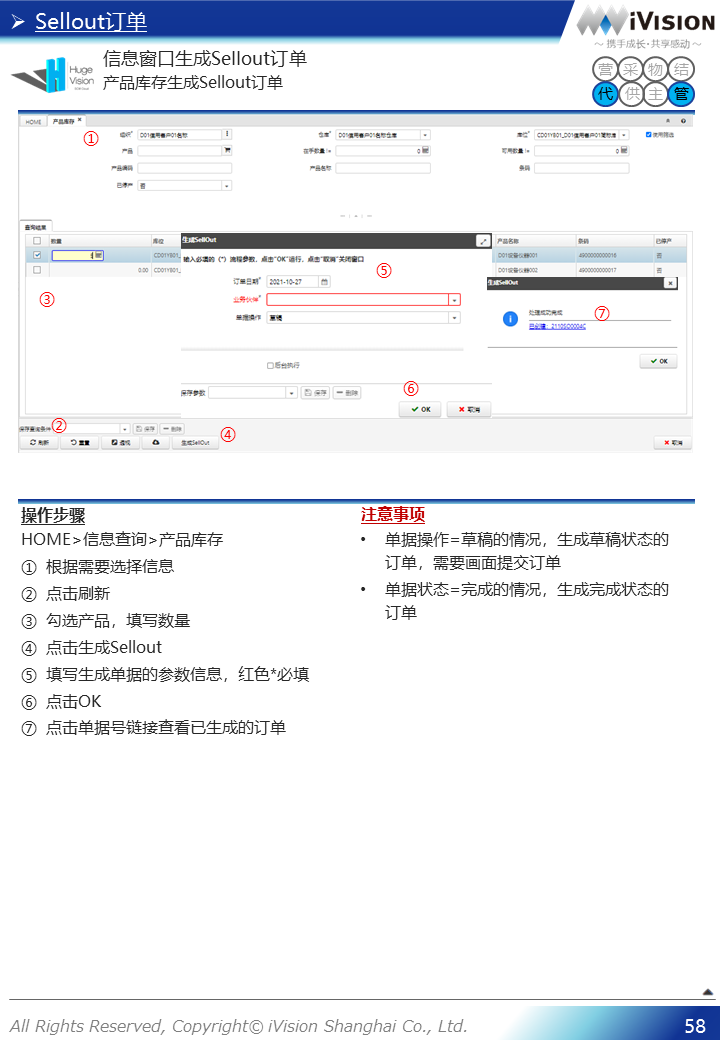 Sellout订单
iVISION
～ 携手成长·共享感动 ～
Huge Vision
信息窗口生成Sellout订单
产品库存生成Sellout订单
营 采 物 结
代 供 主 管
HOME 产品库存 ×
①
组织* D01信用客户01名称
仓库* D01信用客户01名称仓库
库位* CD01Y801_D01信用客户01简称库
使用筛选
产品
在手数量 != 0
可用数量 != 0
产品编码
产品名称
条码
已停产 否
查询结果
数量 库位 产品名称 条码 已停产
CD01Y801_ D01设备仪器001 4900000000016 否
0.00 CD01Y801_ D01设备仪器002 4900000000017 否
③
生成SellOut
输入必填的（*）流程参数，点击"OK"运行，点击"取消"关闭窗口
⑤
订单日期* 2021-10-27
业务伙伴*
单据操作 草稿
后台执行
保存参数 保存 删除
⑥
OK 取消
生成SellOut
处理成功完成
⑦
已创建：2110SO0004C
OK
保存查询条件 ② 保存 删除
刷新 重置 透视 生成SellOut ④ 取消
操作步骤
HOME>信息查询>产品库存
① 根据需要选择信息
② 点击刷新
③ 勾选产品，填写数量
④ 点击生成Sellout
⑤ 填写生成单据的参数信息，红色*必填
⑥ 点击OK
⑦ 点击单据号链接查看已生成的订单
注意事项
• 单据操作=草稿的情况，生成草稿状态的
订单，需要画面提交订单
• 单据状态=完成的情况，生成完成状态的
订单
All Rights Reserved, Copyright© iVision Shanghai Co., Ltd.
58